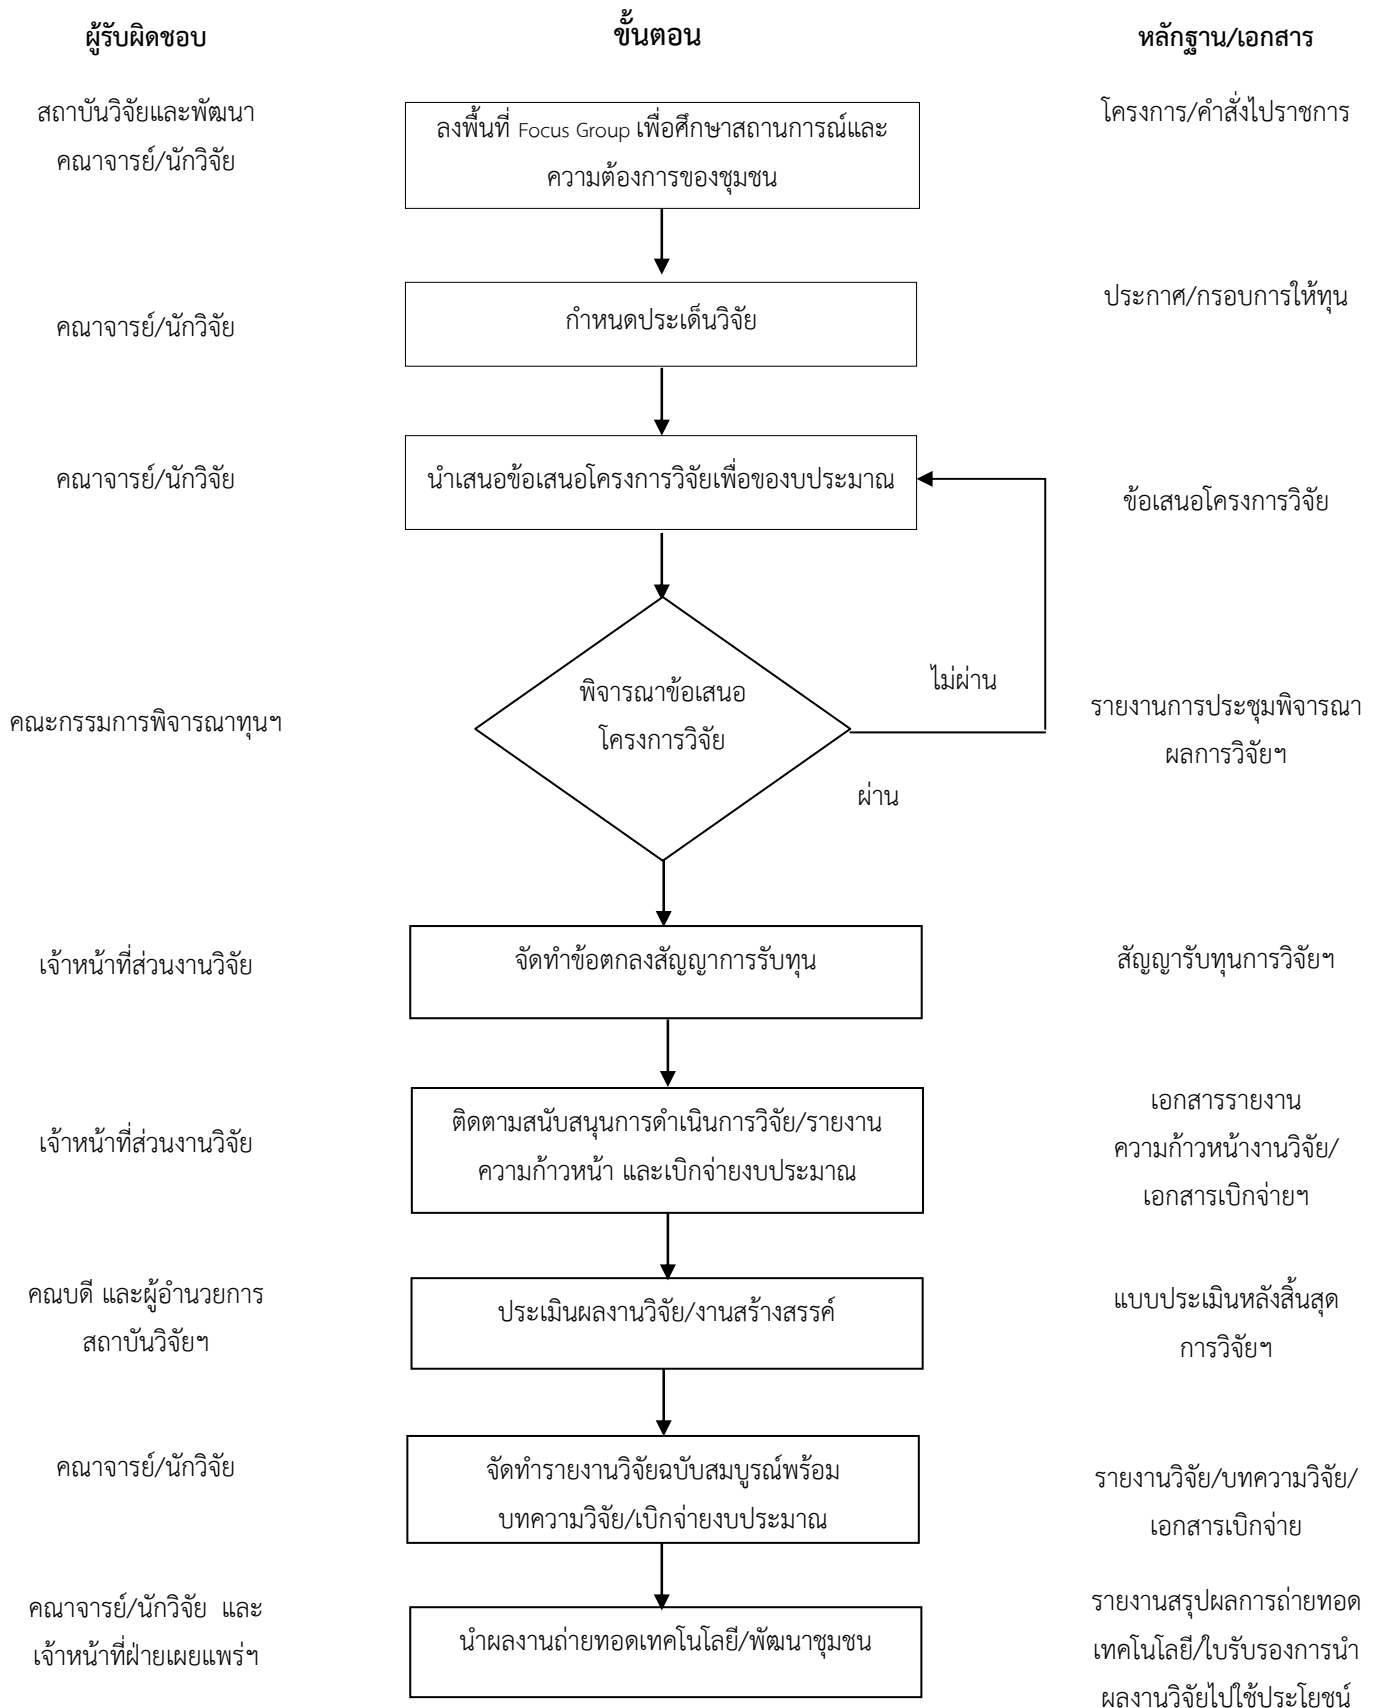 ผู้รับผิดชอบ
ขั้นตอน
หลักฐาน/เอกสาร
สถาบันวิจัยและพัฒนา
คณาจารย์/นักวิจัย
ลงพื้นที่ Focus Group เพื่อศึกษาสถานการณ์และ
ความต้องการของชุมชน
โครงการ/คำสั่งไปราชการ
คณาจารย์/นักวิจัย
กำหนดประเด็นวิจัย
ประกาศ/กรอบการให้ทุน
คณาจารย์/นักวิจัย
นำเสนอข้อเสนอโครงการวิจัยเพื่อของบประมาณ
ข้อเสนอโครงการวิจัย
คณะกรรมการพิจารณาทุนฯ
พิจารณาข้อเสนอ
โครงการวิจัย
ไม่ผ่าน
ผ่าน
รายงานการประชุมพิจารณา
ผลการวิจัยฯ
เจ้าหน้าที่ส่วนงานวิจัย
จัดทำข้อตกลงสัญญาการรับทุน
สัญญารับทุนการวิจัยฯ
เจ้าหน้าที่ส่วนงานวิจัย
ติดตามสนับสนุนการดำเนินการวิจัย/รายงาน
ความก้าวหน้า และเบิกจ่ายงบประมาณ
เอกสารรายงาน
ความก้าวหน้างานวิจัย/
เอกสารเบิกจ่ายฯ
คณบดี และผู้อำนวยการ
สถาบันวิจัยฯ
ประเมินผลงานวิจัย/งานสร้างสรรค์
แบบประเมินหลังสิ้นสุด
การวิจัยฯ
คณาจารย์/นักวิจัย
จัดทำรายงานวิจัยฉบับสมบูรณ์พร้อม
บทความวิจัย/เบิกจ่ายงบประมาณ
รายงานวิจัย/บทความวิจัย/
เอกสารเบิกจ่าย
คณาจารย์/นักวิจัย และ
เจ้าหน้าที่ฝ่ายเผยแพร่ฯ
นำผลงานถ่ายทอดเทคโนโลยี/พัฒนาชุมชน
รายงานสรุปผลการถ่ายทอด
เทคโนโลยี/ใบรับรองการนำ
ผลงานวิจัยไปใช้ประโยชน์